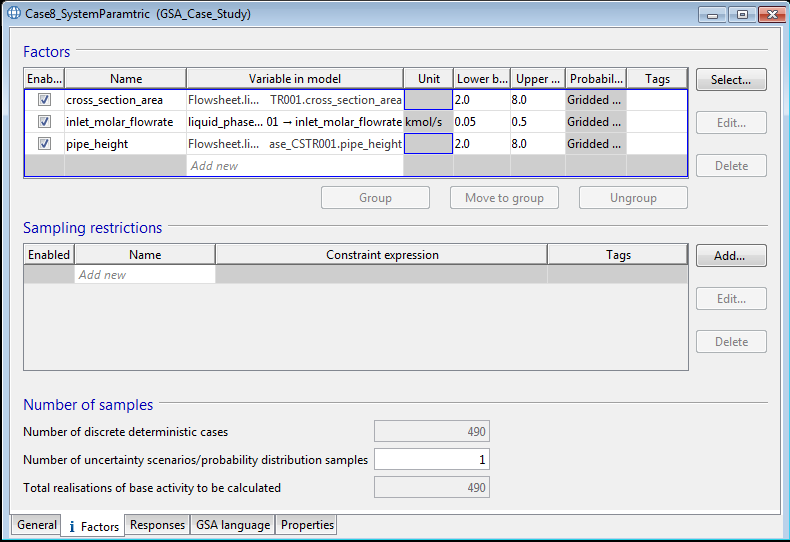 Case8_SystemParamtric (GSA_Case_Study)
Factors
Enab... Name Variable in model Unit Lower b... Upper ... Probabil... Tags
cross_section_area Flowsheet.li... TR001.cross_section_area 2.0 8.0 Gridded ...
inlet_molar_flowrate liquid_phase... 01 → inlet_molar_flowrate kmol/s 0.05 0.5 Gridded ...
pipe_height Flowsheet.li... ase_CSTR001.pipe_height 2.0 8.0 Gridded ...
Add new
Select...
Edit...
Delete
Group Move to group Ungroup
Sampling restrictions
Enabled Name Constraint expression Tags
Add new
Add...
Edit...
Delete
Number of samples
Number of discrete deterministic cases 490
Number of uncertainty scenarios/probability distribution samples 1
Total realisations of base activity to be calculated 490
General i Factors Responses GSA language Properties